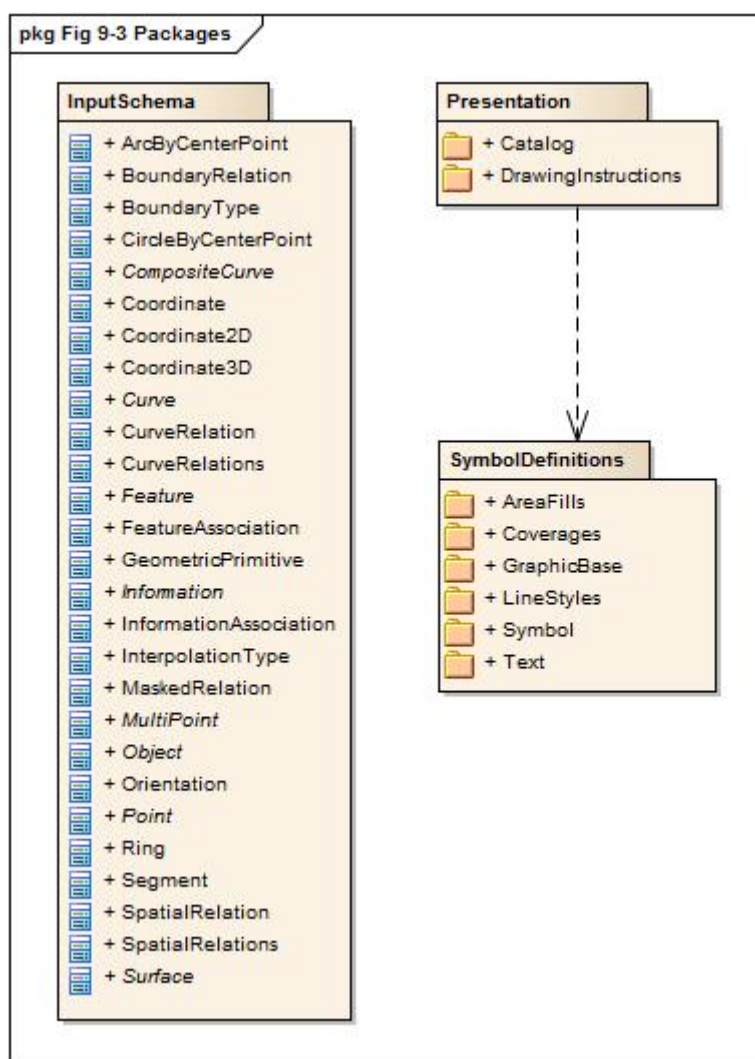 pkg Fig 9-3 Packages
InputSchema
+ ArcByCenterPoint
+ BoundaryRelation
+ BoundaryType
+ CircleByCenterPoint
+ CompositeCurve
+ Coordinate
+ Coordinate2D
+ Coordinate3D
+ Curve
+ CurveRelation
+ CurveRelations
+ Feature
+ FeatureAssociation
+ GeometricPrimitive
+ Information
+ InformationAssociation
+ InterpolationType
+ MaskedRelation
+ MultiPoint
+ Object
+ Orientation
+ Point
+ Ring
+ Segment
+ SpatialRelation
+ SpatialRelations
+ Surface
Presentation
+ Catalog
+ DrawingInstructions
SymbolDefinitions
+ AreaFills
+ Coverages
+ GraphicBase
+ LineStyles
+ Symbol
+ Text